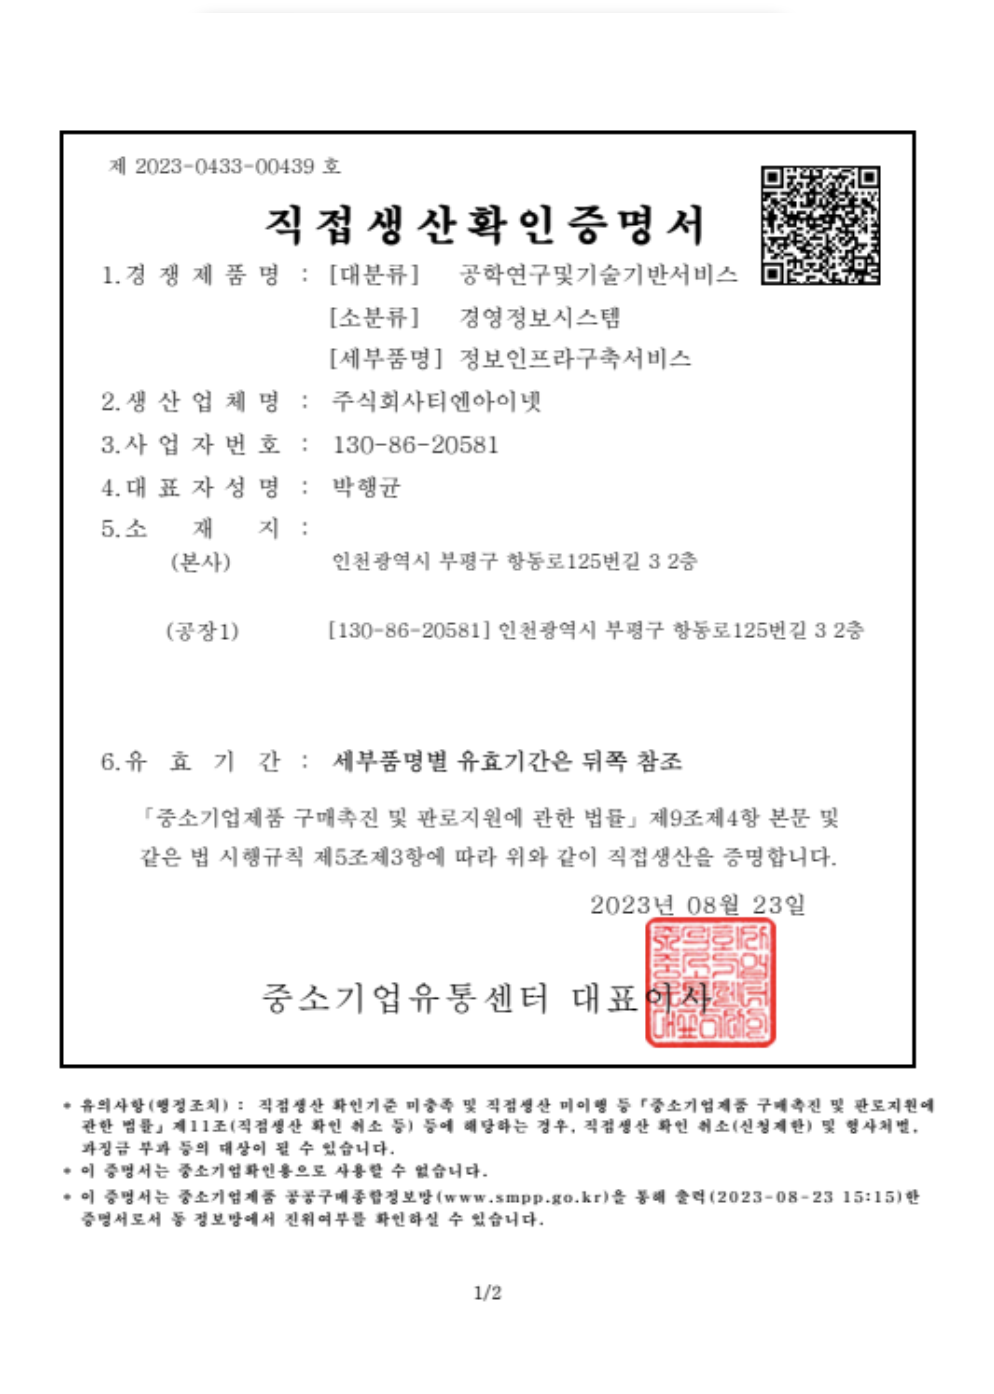 제 2023-0433-00439 호
직접생산확인증명서
1.경 쟁 제 품 명 : [대분류] 공학연구및기술기반서비스
[소분류] 경영정보시스템
[세부품명] 정보인프라구축서비스
2.생 산 업 체 명 : 주식회사티엔아이넷
3.사 업 자 번 호 : 130-86-20581
4.대 표 자 성 명 : 박행균
5.소 재 지 :
(본사) 인천광역시 부평구 항동로125번길 3 2층
(공장1) [130-86-20581] 인천광역시 부평구 항동로125번길 3 2층
6.유 효 기 간 : 세부품명별 유효기간은 뒤쪽 참조
「중소기업제품 구매촉진 및 판로지원에 관한 법률」 제9조제4항 본문 및
같은 법 시행규칙 제5조제3항에 따라 위와 같이 직접생산을 증명합니다.
2023년 08월 23일
중소기업유통센터 대표이사
* 유의사항(행정조치) : 직접생산 확인기준 미충족 및 직접생산 미이행 등 「중소기업제품 구매촉진 및 판로지원에
관한 법률」 제11조(직접생산 확인 취소 등) 등에 해당하는 경우, 직접생산 확인 취소(신청제한) 및 형사처벌,
과징금 부과 등의 대상이 될 수 있습니다.
* 이 증명서는 중소기업확인용으로 사용할 수 없습니다.
* 이 증명서는 중소기업제품 공공구매종합정보망(www.smpp.go.kr)을 통해 출력(2023-08-23 15:15)한
증명서로서 동 정보망에서 진위여부를 확인하실 수 있습니다.
1/2